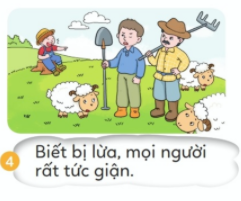 4
Biết bị lừa, mọi người
rất tức giận.